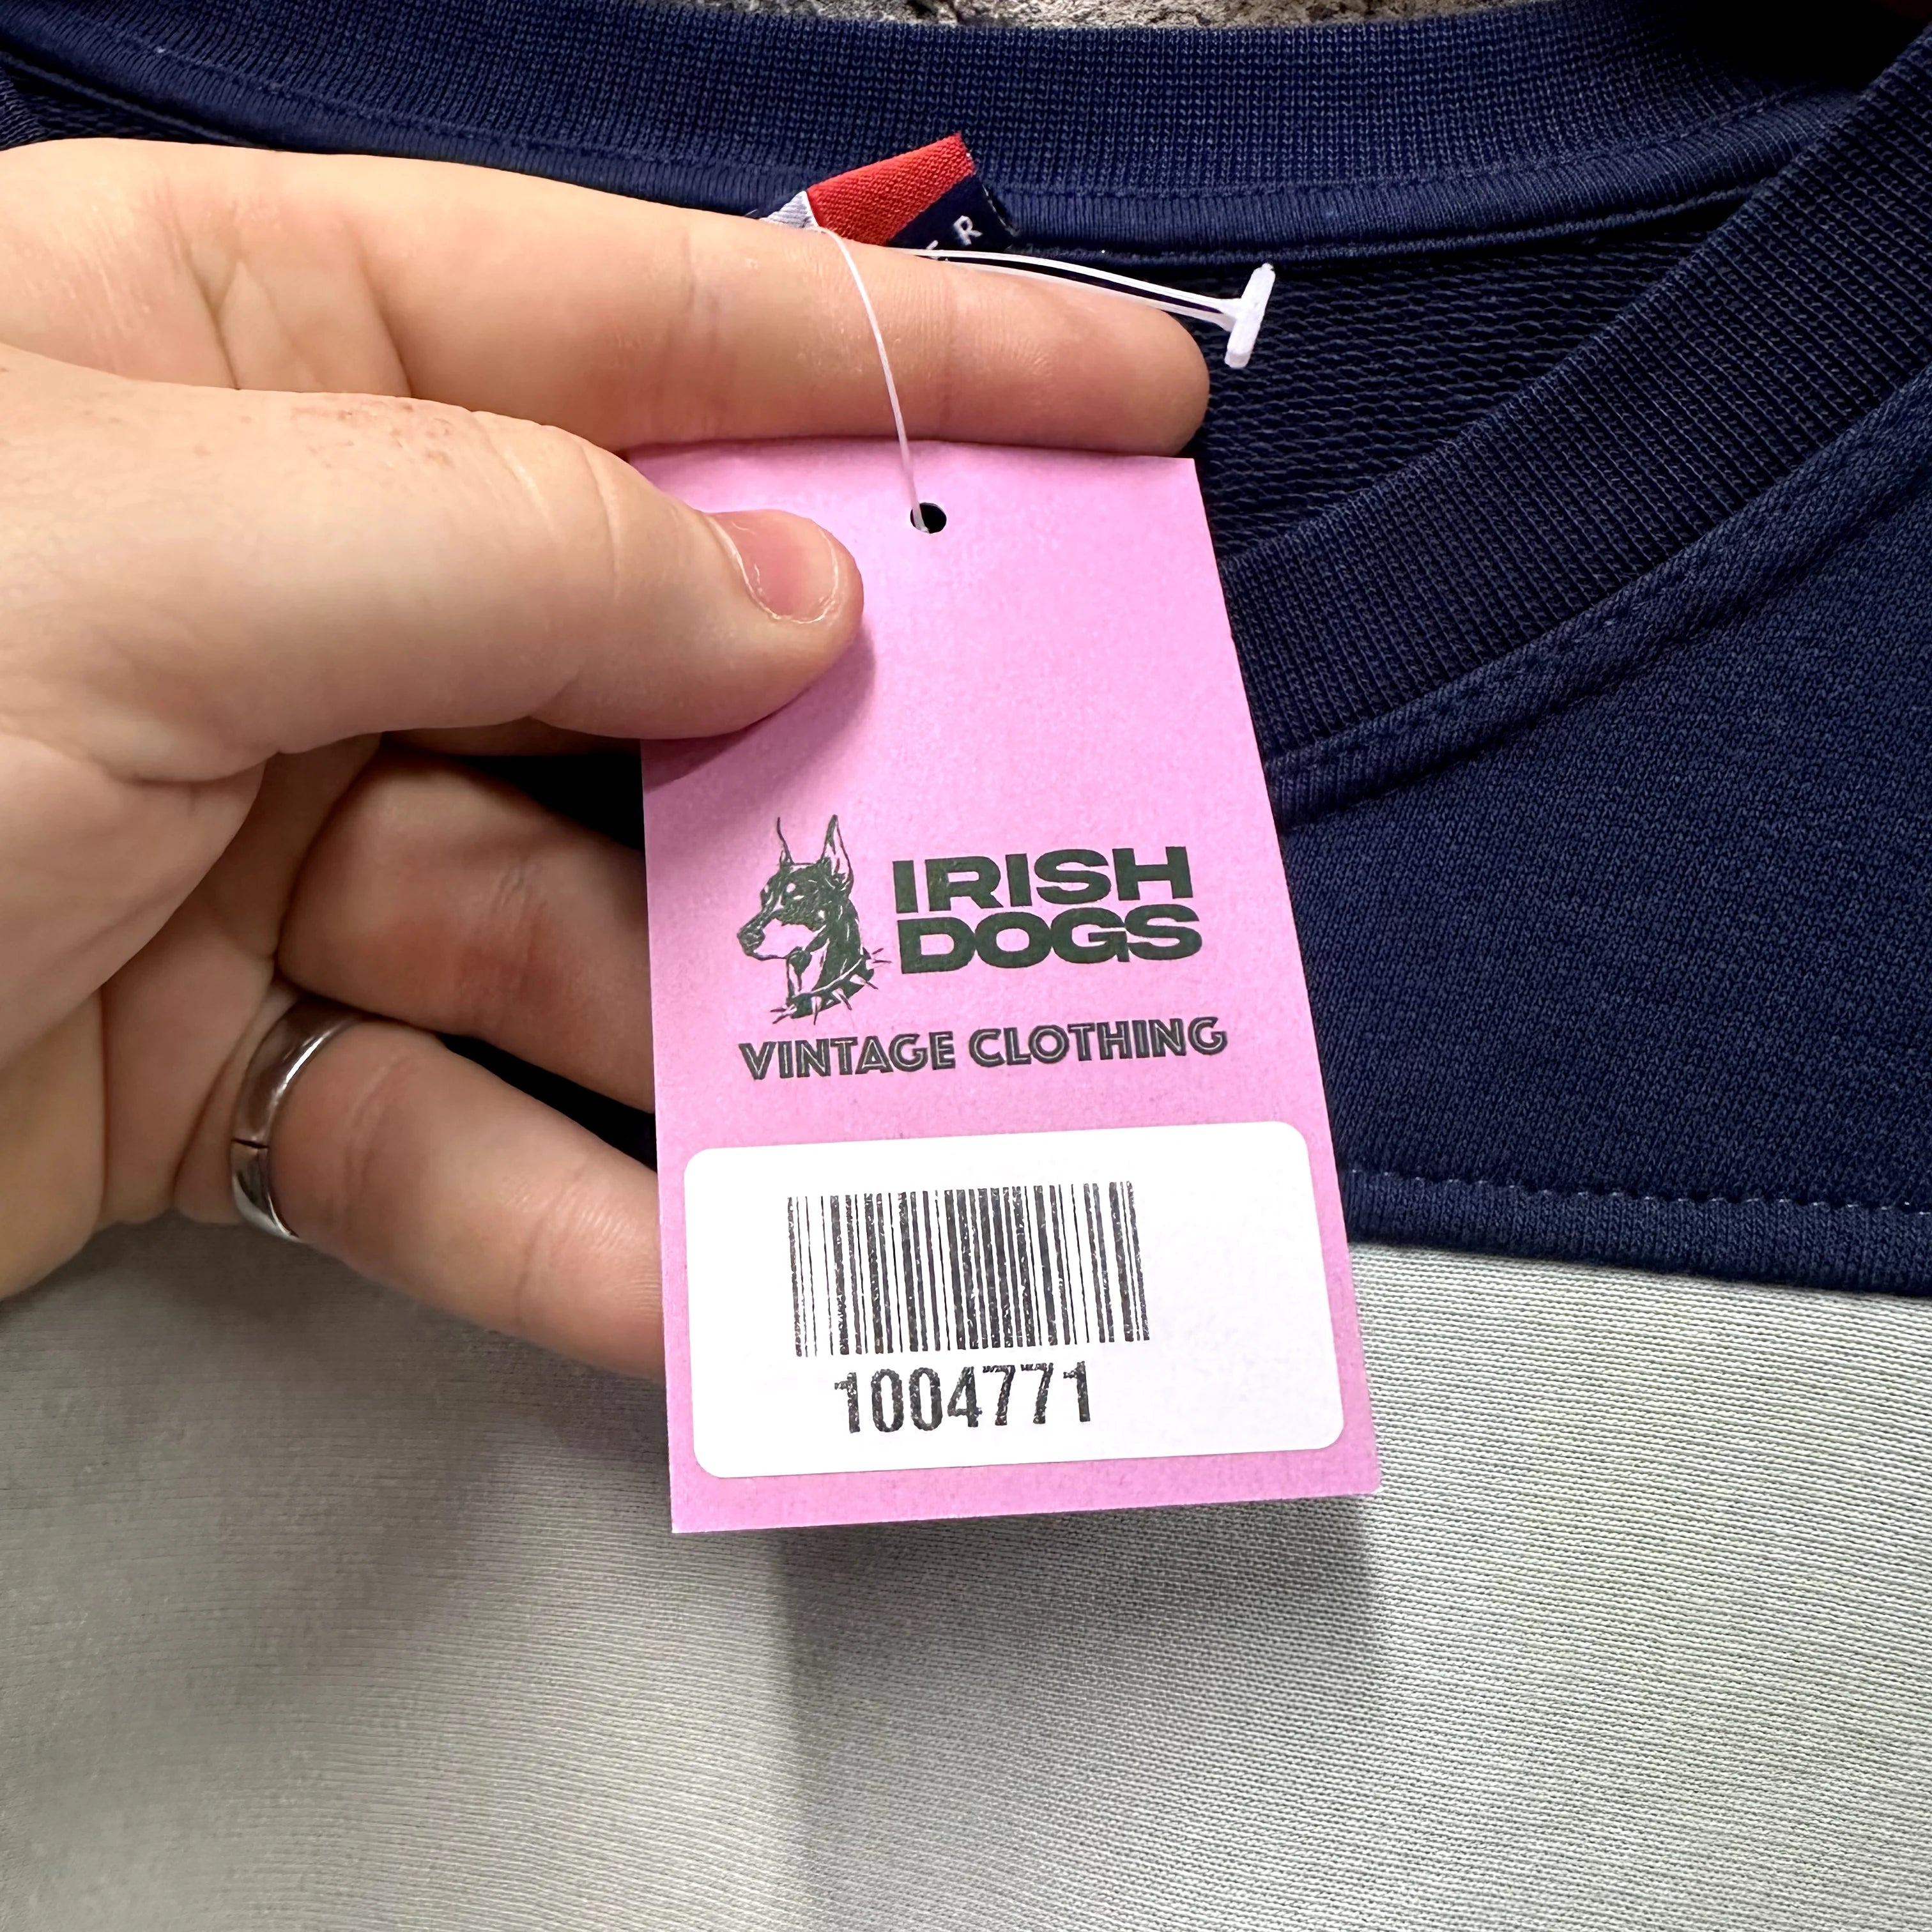 R
IRISH
DOGS
VINTAGE CLOTHING
1004771